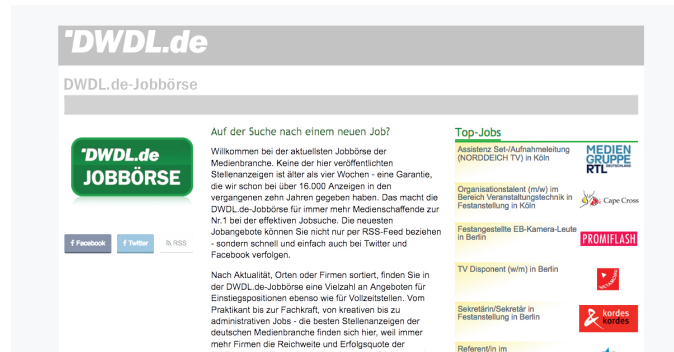 DWDL.de
DWDL.de-Jobbörse
DWDL.de
JOBBÖRSE
Facebook
Twitter
RSS
Auf der Suche nach einem neuen Job?
Willkommen bei der aktuellsten Jobbörse der
Medienbranche. Keine der hier veröffentlichten
Stellenanzeigen ist älter als vier Wochen - eine Garantie,
die wir schon bei über 16.000 Anzeigen in den
vergangenen zehn Jahren gegeben haben. Das macht die
DWDL.de-Jobbörse für immer mehr Medienschaffende zur
Nr.1 bei der effektiven Jobsuche. Die neuesten
Jobangebote können Sie nicht nur per RSS-Feed beziehen
- sondern schnell und einfach auch bei Twitter und
Facebook verfolgen.
Nach Aktualität, Orten oder Firmen sortiert, finden Sie in
der DWDL.de-Jobbörse eine Vielzahl an Angeboten für
Einstiegspositionen ebenso wie für Vollzeitstellen. Vom
Praktikant bis zur Fachkraft, von kreativen bis zu
administrativen Jobs - die besten Stellenanzeigen der
deutschen Medienbranche finden sich hier, weil immer
mehr Firmen die Reichweite und Erfolgsquote der
Top-Jobs
Assistenz Set-/Aufnahmeleitung
(NORDDEICH TV) in Köln
MEDIEN
GRUPPE
RTL DEUTSCHLAND
Organisationstalent (m/w) im
Bereich Veranstaltungstechnik in
Festanstellung in Köln
Cape Cross
Festangestellte EB-Kamera-Leute
in Berlin
PROMIFLASH
TV Disponent (w/m) in Berlin
Sekretärin/Sekretär in
Festanstellung in Berlin
kordes
kordes
Referent/in im